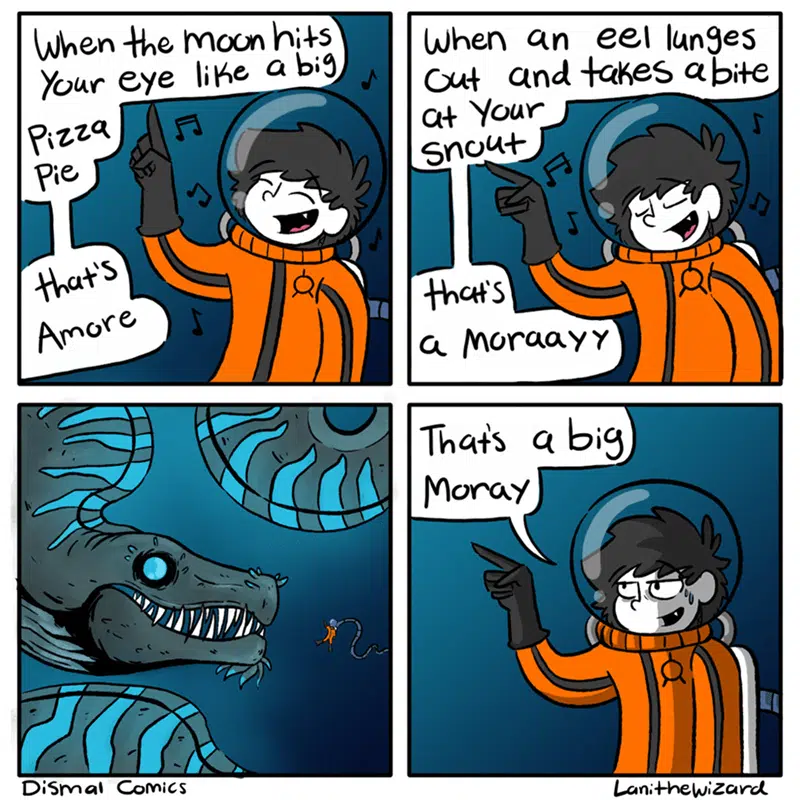 When the moon hits
Your eye like a big
Pizza
Pie
that's
Amore
When an eel lunges
out and takes a bite
at Your
Snout
that's
a Moraayy
That's a big
Moray
Dismal Comics
Lanithewizard